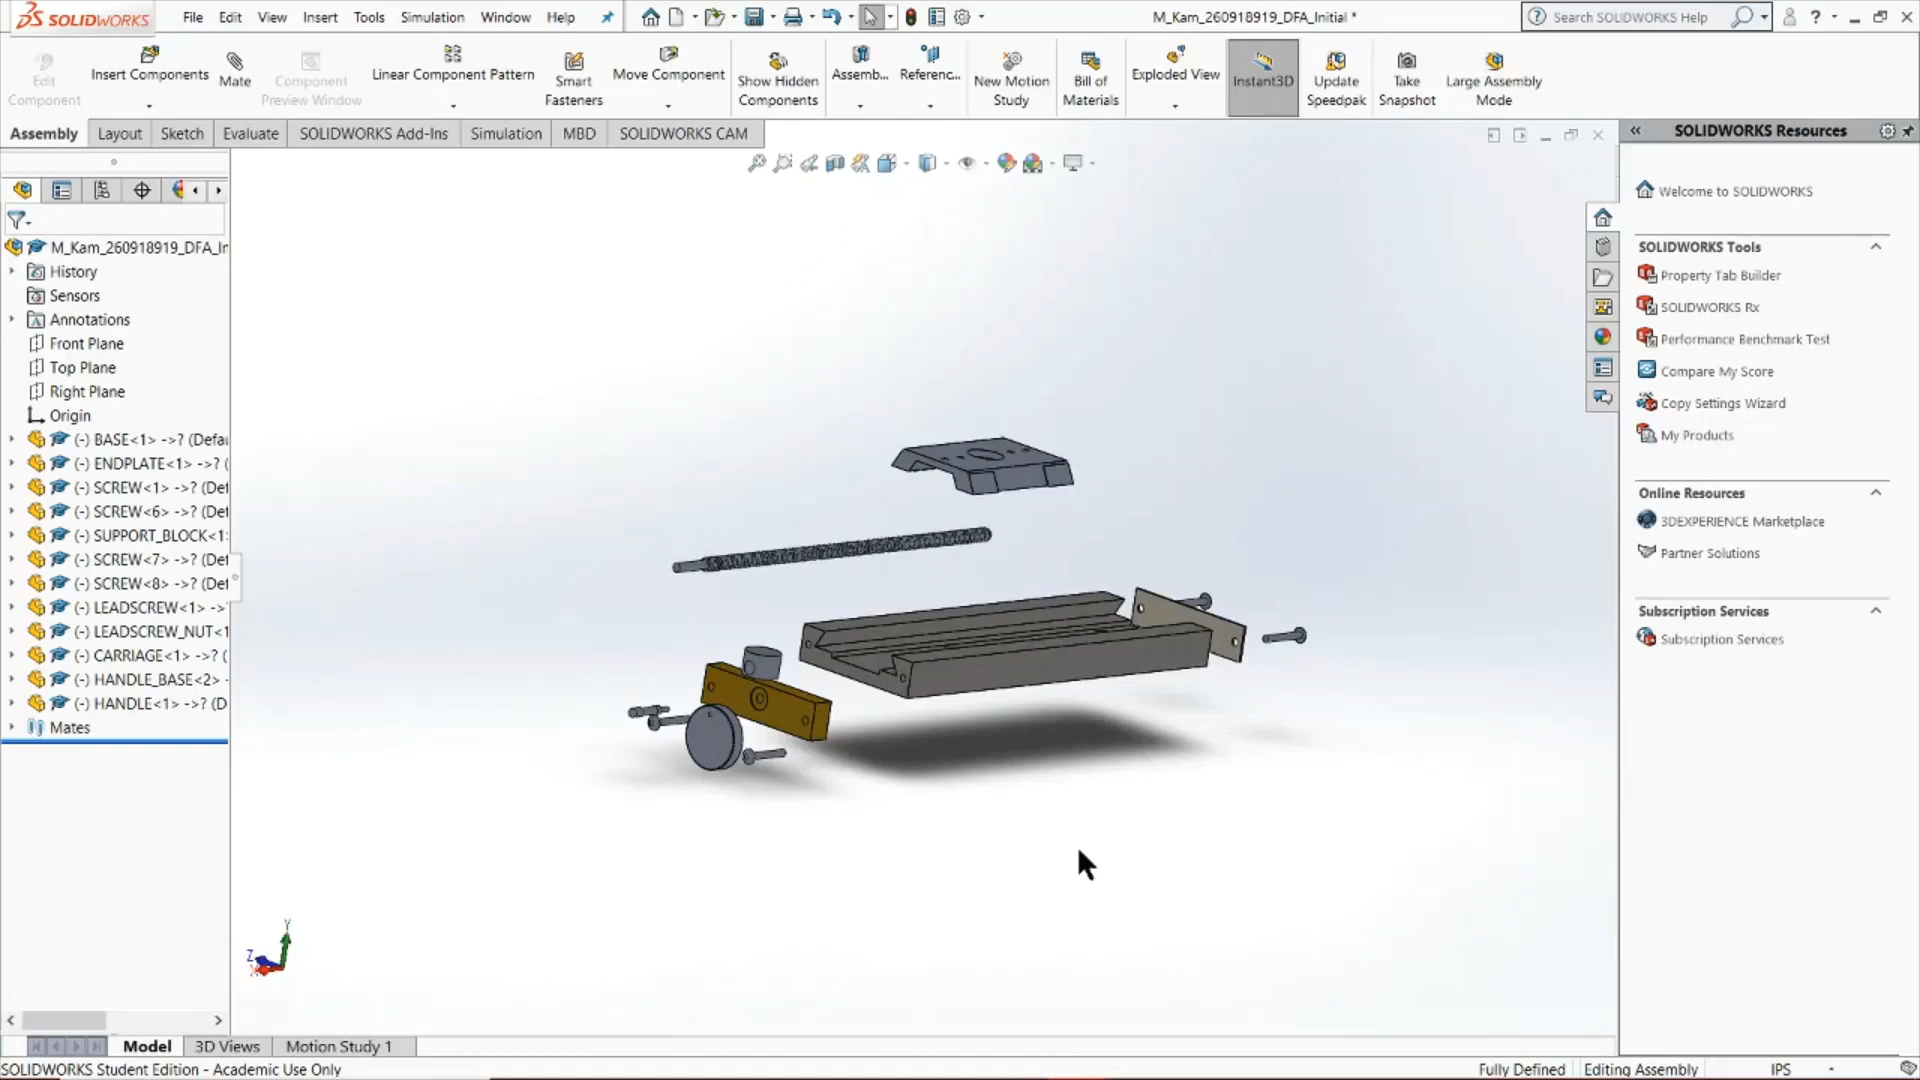 SOLIDWORKS File Edit View Insert Tools Simulation Window Help M_Kam_260918919_DFA_Initial * Search SOLIDWORKS Help
Edit Component
Insert Components
Mate
Component Preview Window
Linear Component Pattern
Smart Fasteners
Move Component
Show Hidden Components
Assemb...
Referenc...
New Motion Study
Bill of Materials
Exploded View
Instant3D
Update Speedpak
Take Snapshot
Large Assembly Mode
Assembly Layout Sketch Evaluate SOLIDWORKS Add-Ins Simulation MBD SOLIDWORKS CAM
M_Kam_260918919_DFA_In
History
Sensors
Annotations
Front Plane
Top Plane
Right Plane
Origin
(-) BASE<1> ->? (Defau
(-) ENDPLATE<1> ->? (
(-) SCREW<1> ->? (Def
(-) SCREW<6> ->? (Def
(-) SUPPORT_BLOCK<1>
(-) SCREW<7> ->? (Def
(-) SCREW<8> ->? (Def
(-) LEADSCREW<1> ->?
(-) LEADSCREW_NUT<1
(-) CARRIAGE<1> ->? (
(-) HANDLE_BASE<2> -
(-) HANDLE<1> ->? (D
Mates
SOLIDWORKS Resources
Welcome to SOLIDWORKS
SOLIDWORKS Tools
Property Tab Builder
SOLIDWORKS Rx
Performance Benchmark Test
Compare My Score
Copy Settings Wizard
My Products
Online Resources
3DEXPERIENCE Marketplace
Partner Solutions
Subscription Services
Subscription Services
Y
Z
X
Model 3D Views Motion Study 1
SOLIDWORKS Student Edition - Academic Use Only Fully Defined Editing Assembly IPS